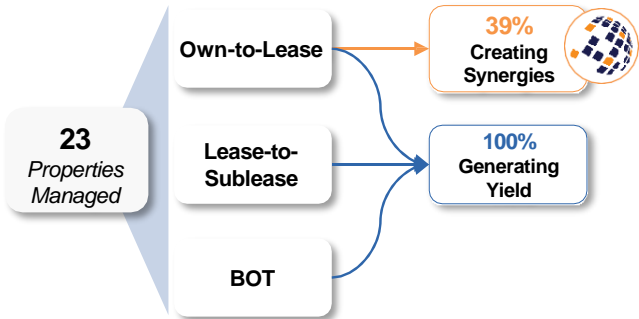 23
Properties
Managed
Own-to-Lease
Lease-to-
Sublease
BOT
39%
Creating
Synergies
100%
Generating
Yield